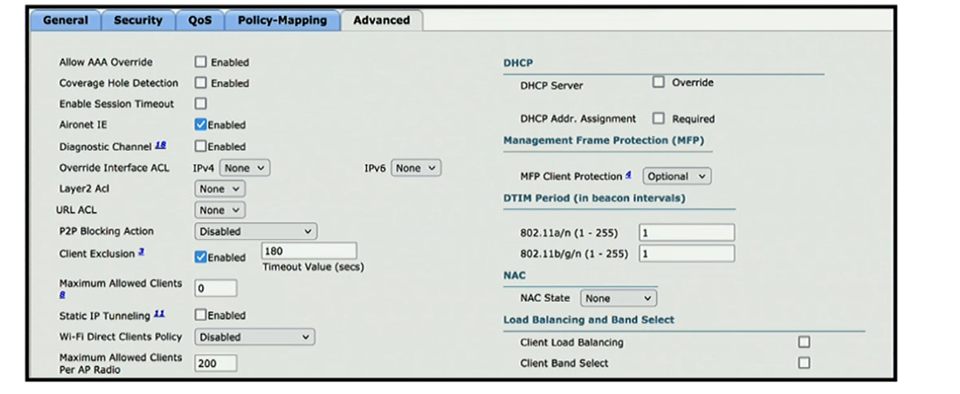 General Security QoS Policy-Mapping Advanced
Allow AAA Override Enabled
Coverage Hole Detection Enabled
Enable Session Timeout
Aironet IE Enabled
Diagnostic Channel 18 Enabled
Override Interface ACL IPv4 None IPv6 None
Layer2 Acl None
URL ACL None
P2P Blocking Action Disabled
Client Exclusion 3 Enabled 180
Timeout Value (secs)
Maximum Allowed Clients
8 0
Static IP Tunneling 11 Enabled
Wi-Fi Direct Clients Policy Disabled
Maximum Allowed Clients
Per AP Radio 200
DHCP
DHCP Server Override
DHCP Addr. Assignment Required
Management Frame Protection (MFP)
MFP Client Protection 4 Optional
DTIM Period (in beacon intervals)
802.11a/n (1 - 255) 1
802.11b/g/n (1 - 255) 1
NAC
NAC State None
Load Balancing and Band Select
Client Load Balancing
Client Band Select